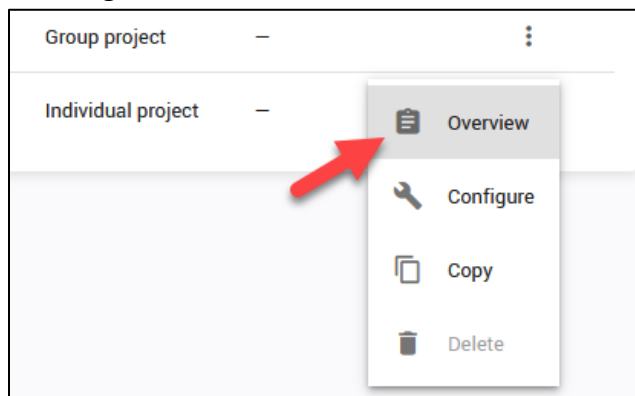 Group project –
Individual project –
Overview
Configure
Copy
Delete